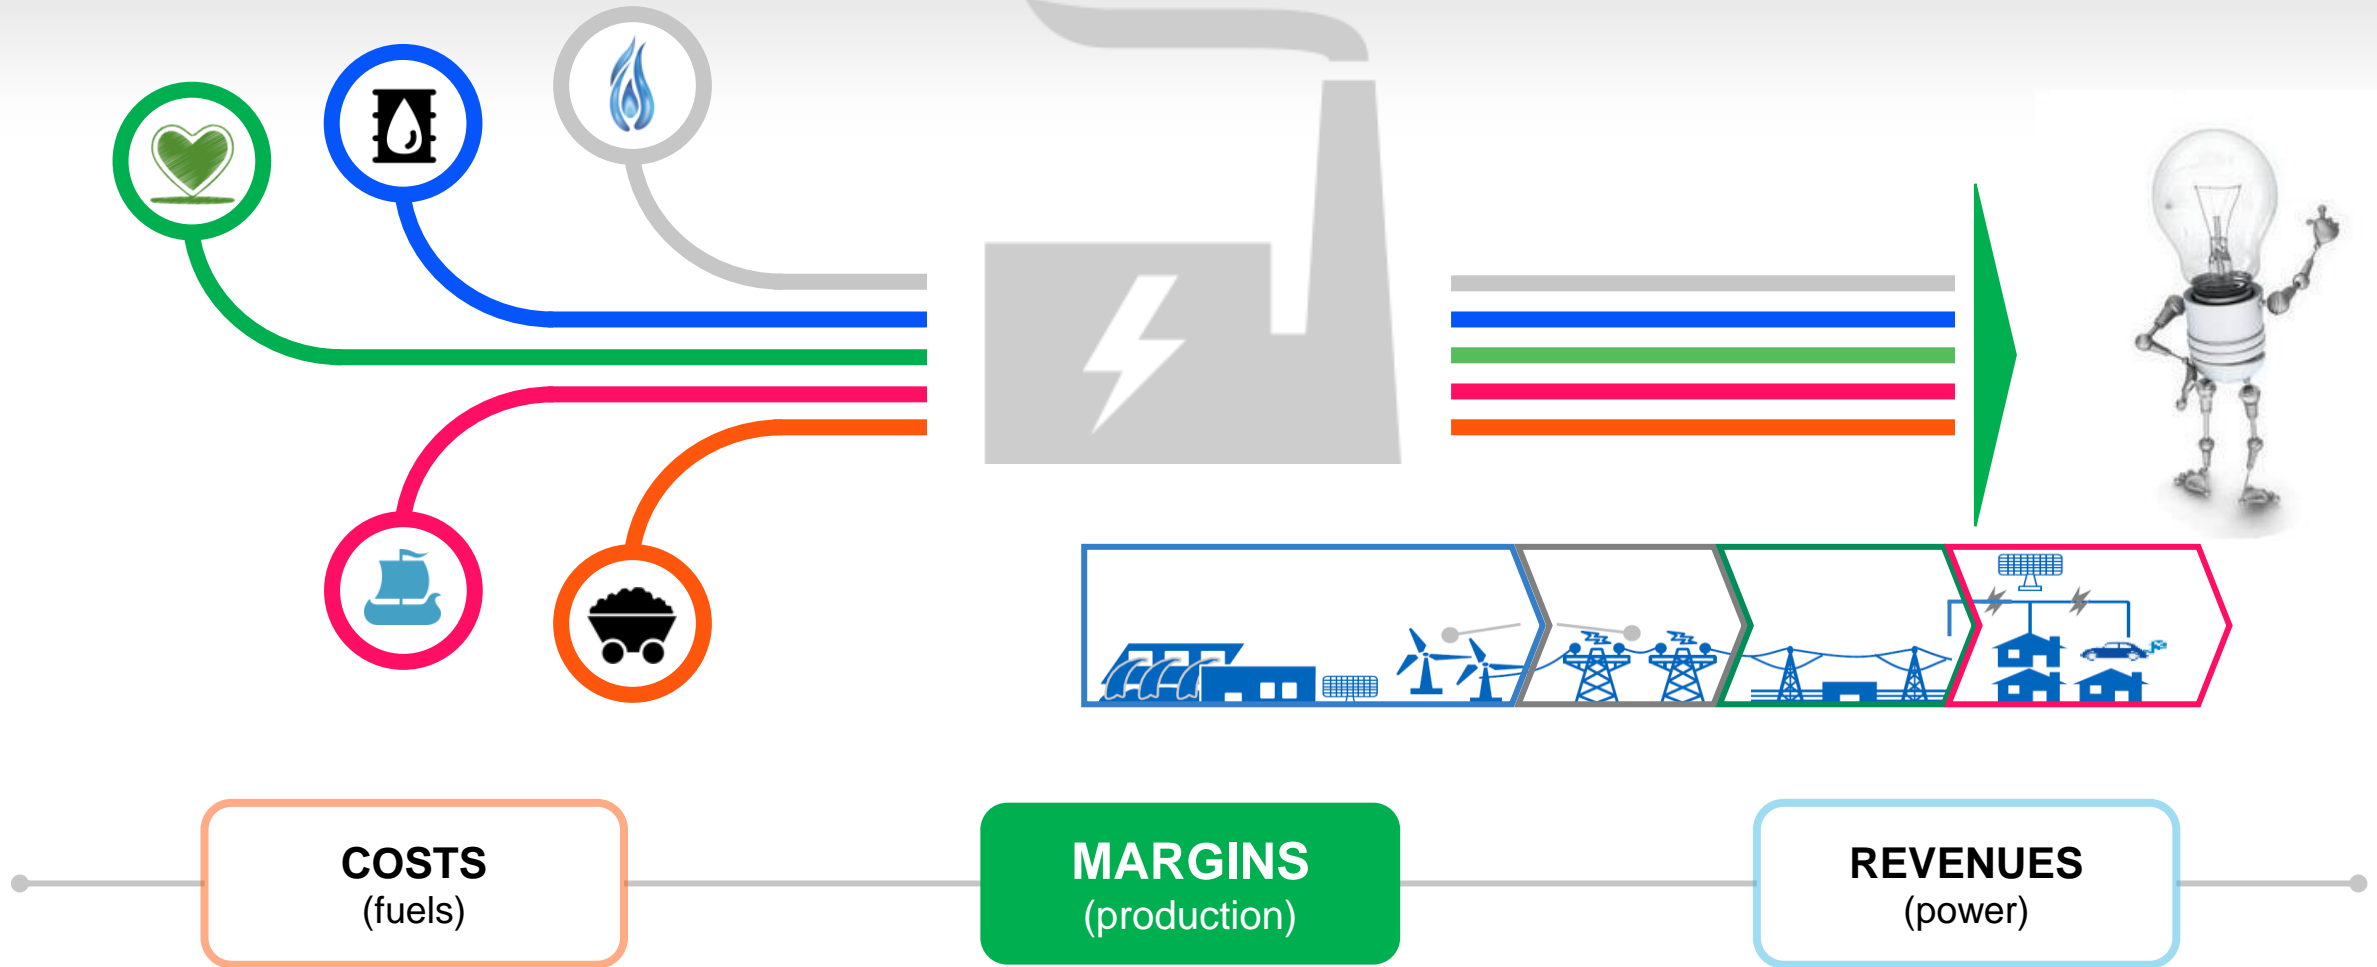 COSTS
(fuels)
MARGINS
(production)
REVENUES
(power)